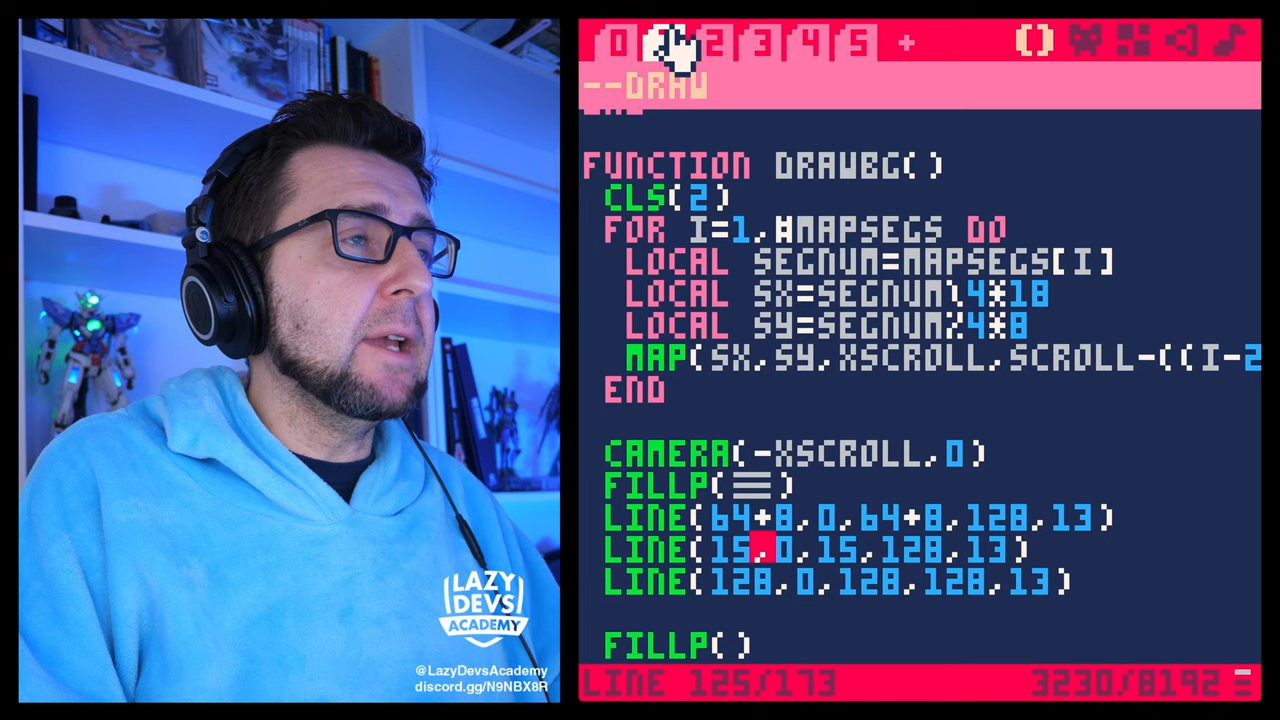 0 2 3 4 5 +
--DRAW
FUNCTION DRAWBG()
CLS(2)
FOR I=1,#MAPSEGS DO
LOCAL SEGNUM=MAPSEGS[I]
LOCAL SX=SEGNUM\4*18
LOCAL SY=SEGNUM%4*8
MAP(SX,SY,XSCROLL,SCROLL-((I-2
END
CAMERA(-XSCROLL,0)
FILLP(☰)
LINE(64+8,0,64+8,128,13)
LINE(15,0,15,128,13)
LINE(128,0,128,128,13)
FILLP()
LINE 125/173 3230/8192
LAZY
DEVS
ACADEMY
@LazyDevsAcademy
discord.gg/N9NBX8R